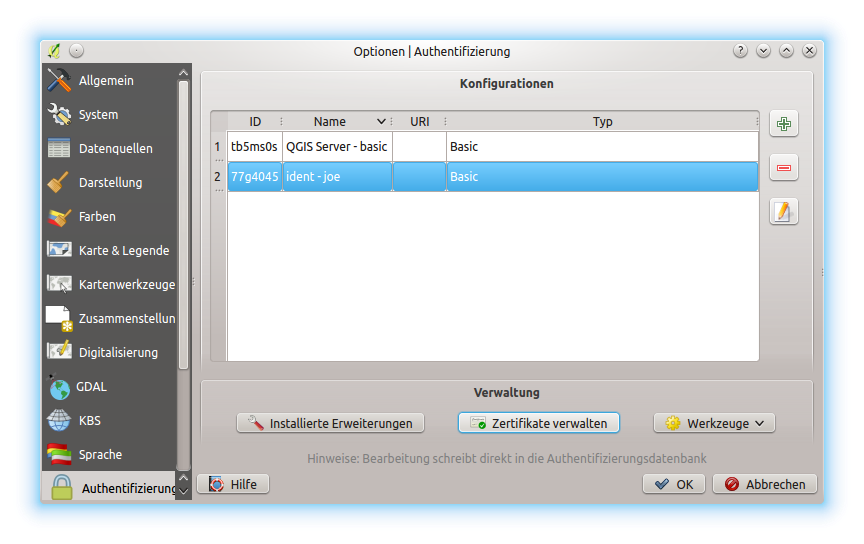 Optionen | Authentifizierung
Allgemein
System
Datenquellen
Darstellung
Farben
Karte & Legende
Kartenwerkzeuge
Zusammenstellun
Digitalisierung
GDAL
KBS
Sprache
Authentifizierung
Konfigurationen
ID Name URI Typ
1 tb5ms0s QGIS Server - basic Basic
2 77g4045 ident - joe Basic
Verwaltung
Installierte Erweiterungen Zertifikate verwalten Werkzeuge
Hinweise: Bearbeitung schreibt direkt in die Authentifizierungsdatenbank
Hilfe OK Abbrechen